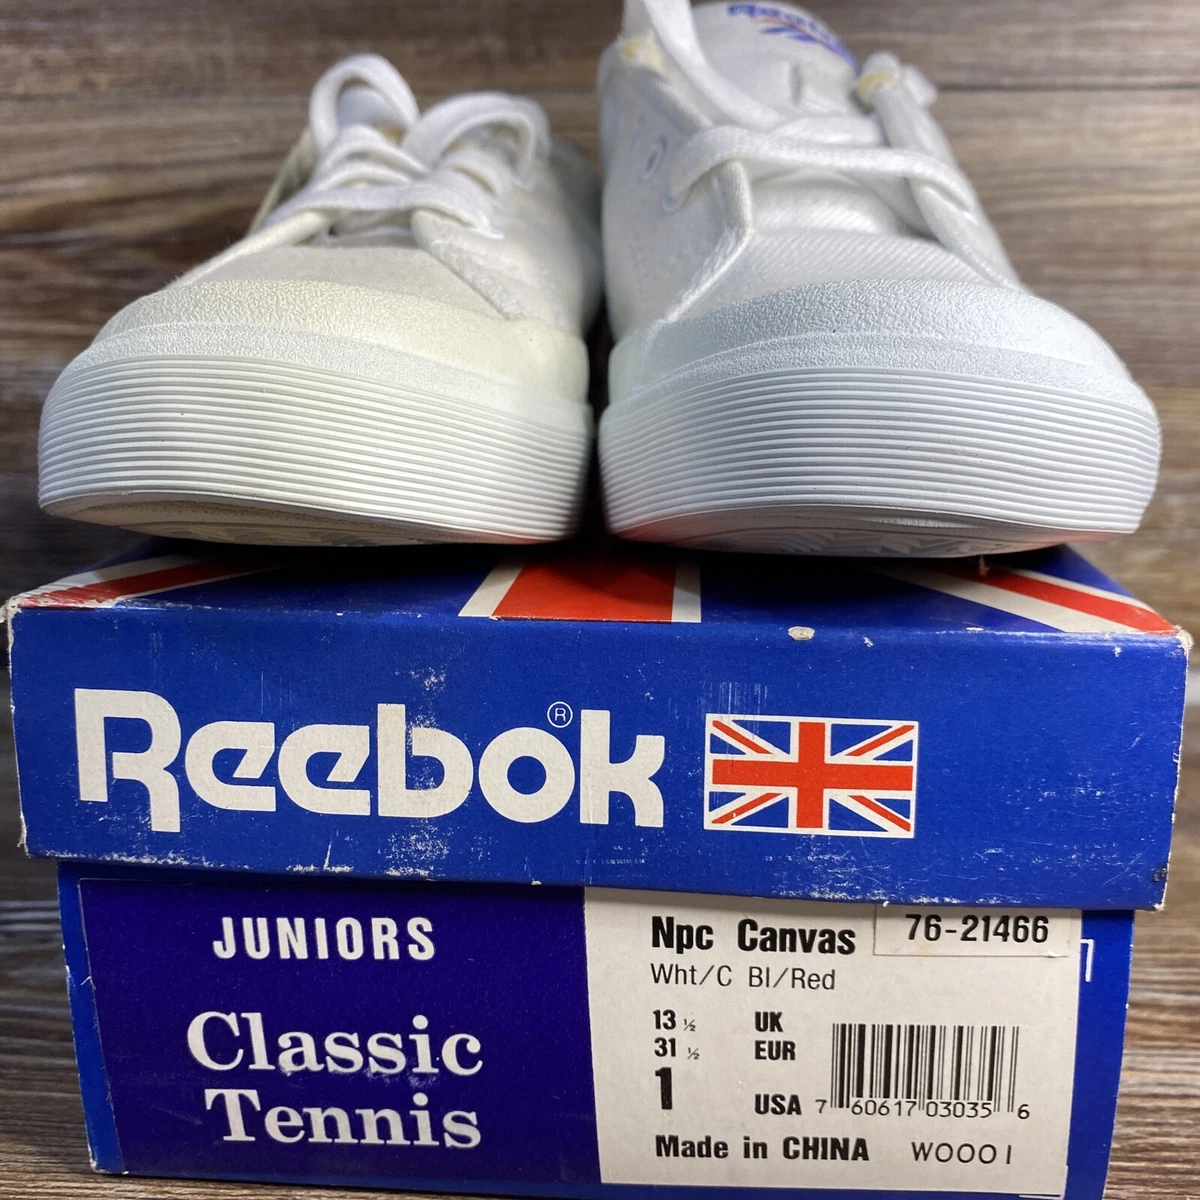 Reebok
Reebok®
JUNIORS
Classic
Tennis
Npc Canvas
76-21466
Wht/C Bl/Red
13 ½ UK
31 ½ EUR
1 USA
7 60617 03035 6
Made in CHINA W0001